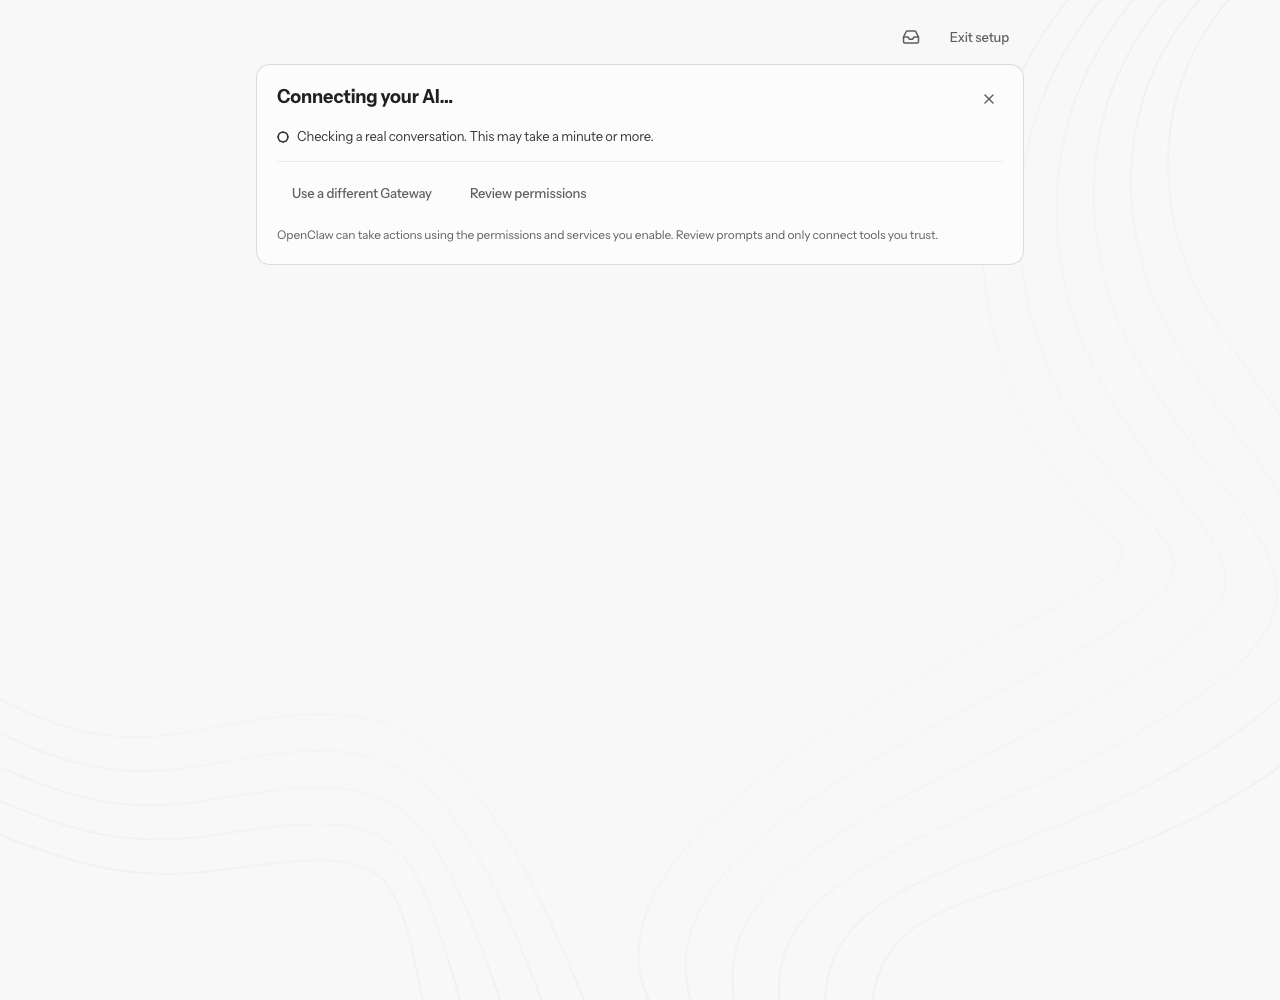 Exit setup
Connecting your AI...
Checking a real conversation. This may take a minute or more.
Use a different Gateway
Review permissions
OpenClaw can take actions using the permissions and services you enable. Review prompts and only connect tools you trust.